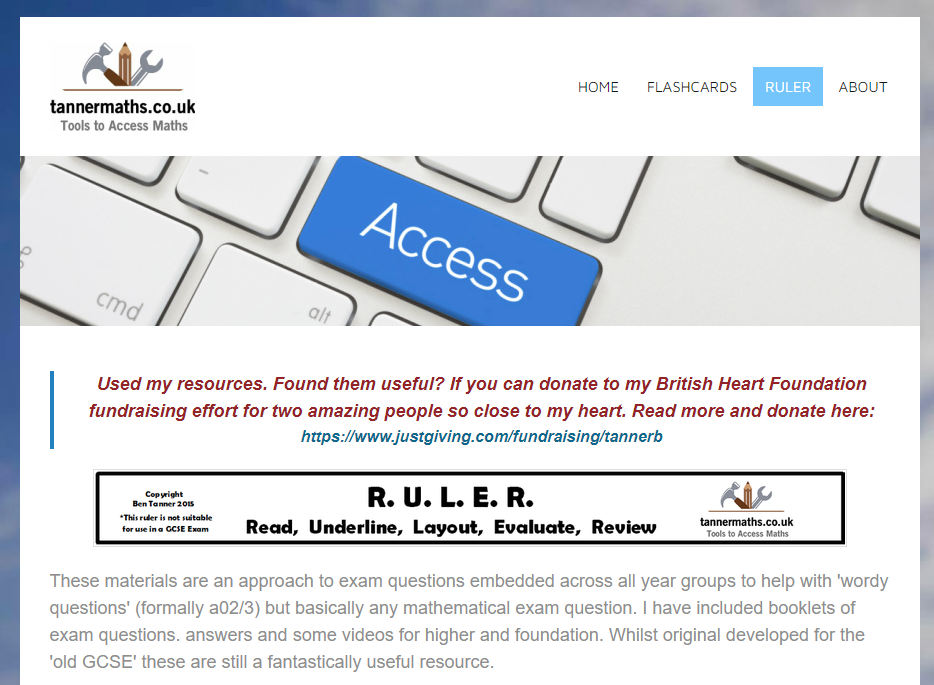 tannermaths.co.uk
Tools to Access Maths
HOME
FLASHCARDS
RULER
ABOUT
Access
cmd
alt
Used my resources. Found them useful? If you can donate to my British Heart Foundation
fundraising effort for two amazing people so close to my heart. Read more and donate here:
https://www.justgiving.com/fundraising/tannerb
Copyright
Ben Tanner 2015
*This ruler is not suitable
for use in a GCSE Exam
R. U. L. E. R.
Read, Underline, Layout, Evaluate, Review
tannermaths.co.uk
Tools to Access Maths
These materials are an approach to exam questions embedded across all year groups to help with 'wordy
questions' (formally a02/3) but basically any mathematical exam question. I have included booklets of
exam questions. answers and some videos for higher and foundation. Whilst original developed for the
'old GCSE' these are still a fantastically useful resource.